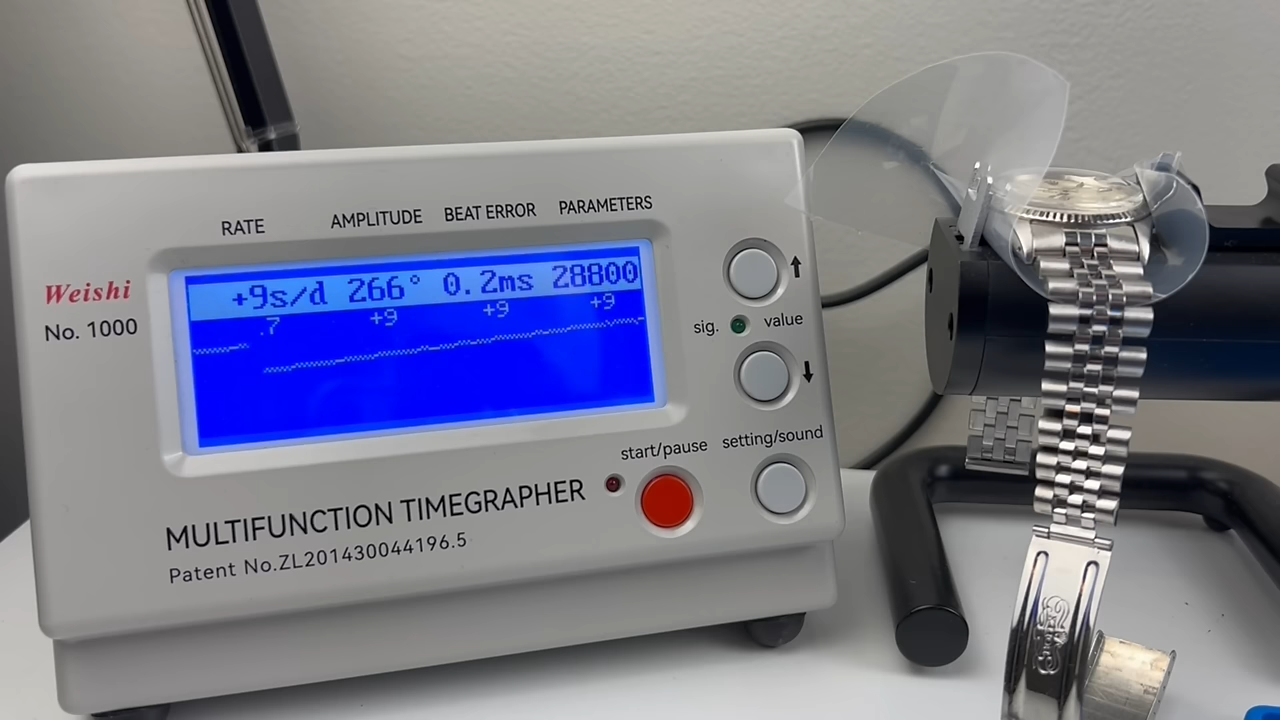 RATE AMPLITUDE BEAT ERROR PARAMETERS
+9s/d 266° 0.2ms 28800
.7 +9 +9 +9
Weishi
No. 1000
sig. value
start/pause setting/sound
MULTIFUNCTION TIMEGRAPHER
Patent No.ZL201430044196.5